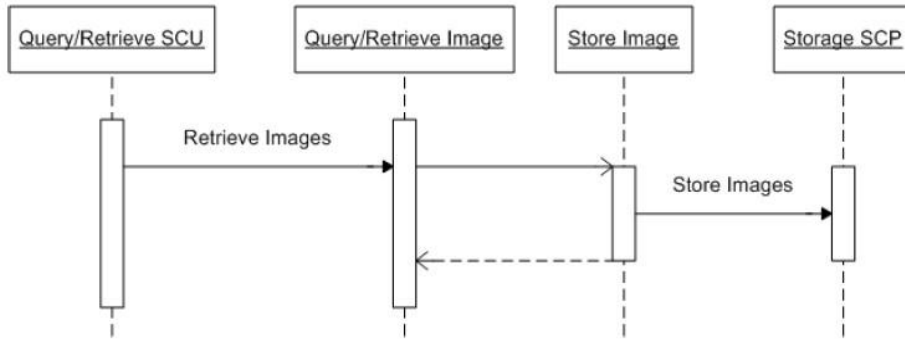 Query/Retrieve SCU
Query/Retrieve Image
Store Image
Storage SCP
Retrieve Images
Store Images